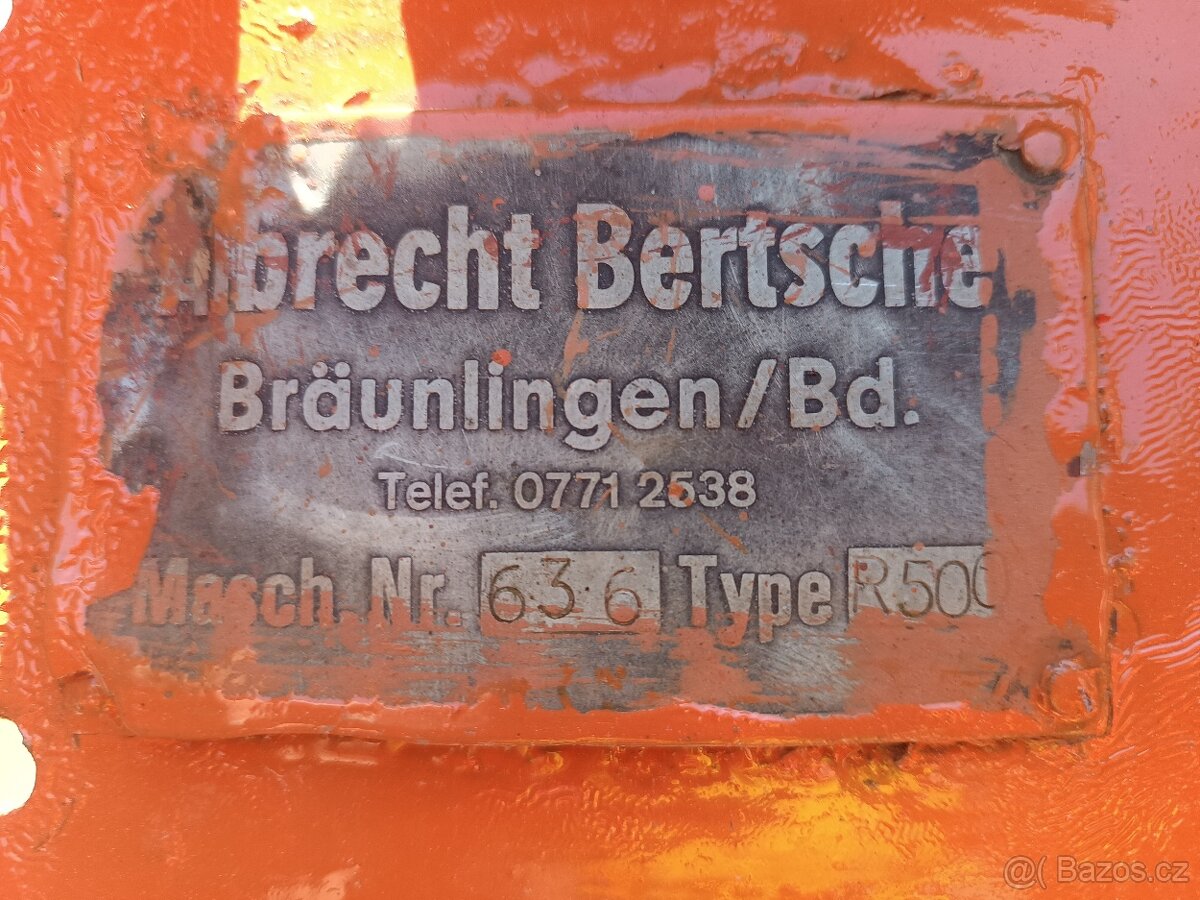 Albrecht Bertsche
Bräunlingen/Bd.
Telef. 0771 2538
Masch. Nr. 636 Type R500
@( Bazos.cz